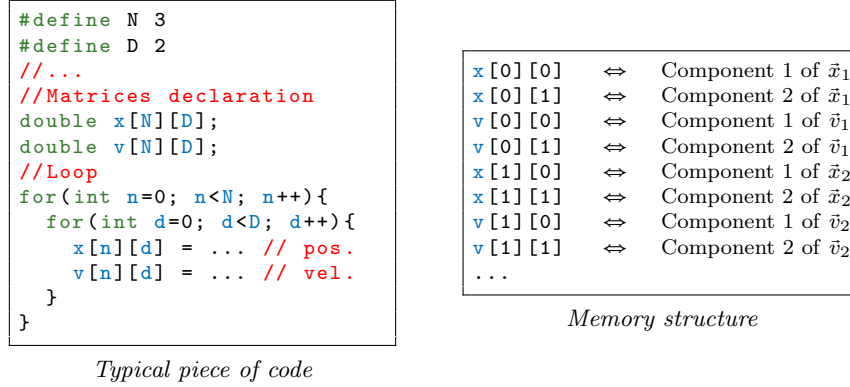 #define N 3
#define D 2
//...
//Matrices declaration
double x[N][D];
double v[N][D];
//Loop
for(int n=0; n<N; n++){
  for(int d=0; d<D; d++){
    x[n][d] = ... // pos.
    v[n][d] = ... // vel.
  }
}
Typical piece of code
x[0][0] ⇔ Component 1 of x⃗₁
x[0][1] ⇔ Component 2 of x⃗₁
v[0][0] ⇔ Component 1 of v⃗₁
v[0][1] ⇔ Component 2 of v⃗₁
x[1][0] ⇔ Component 1 of x⃗₂
x[1][1] ⇔ Component 2 of x⃗₂
v[1][0] ⇔ Component 1 of v⃗₂
v[1][1] ⇔ Component 2 of v⃗₂
...
Memory structure